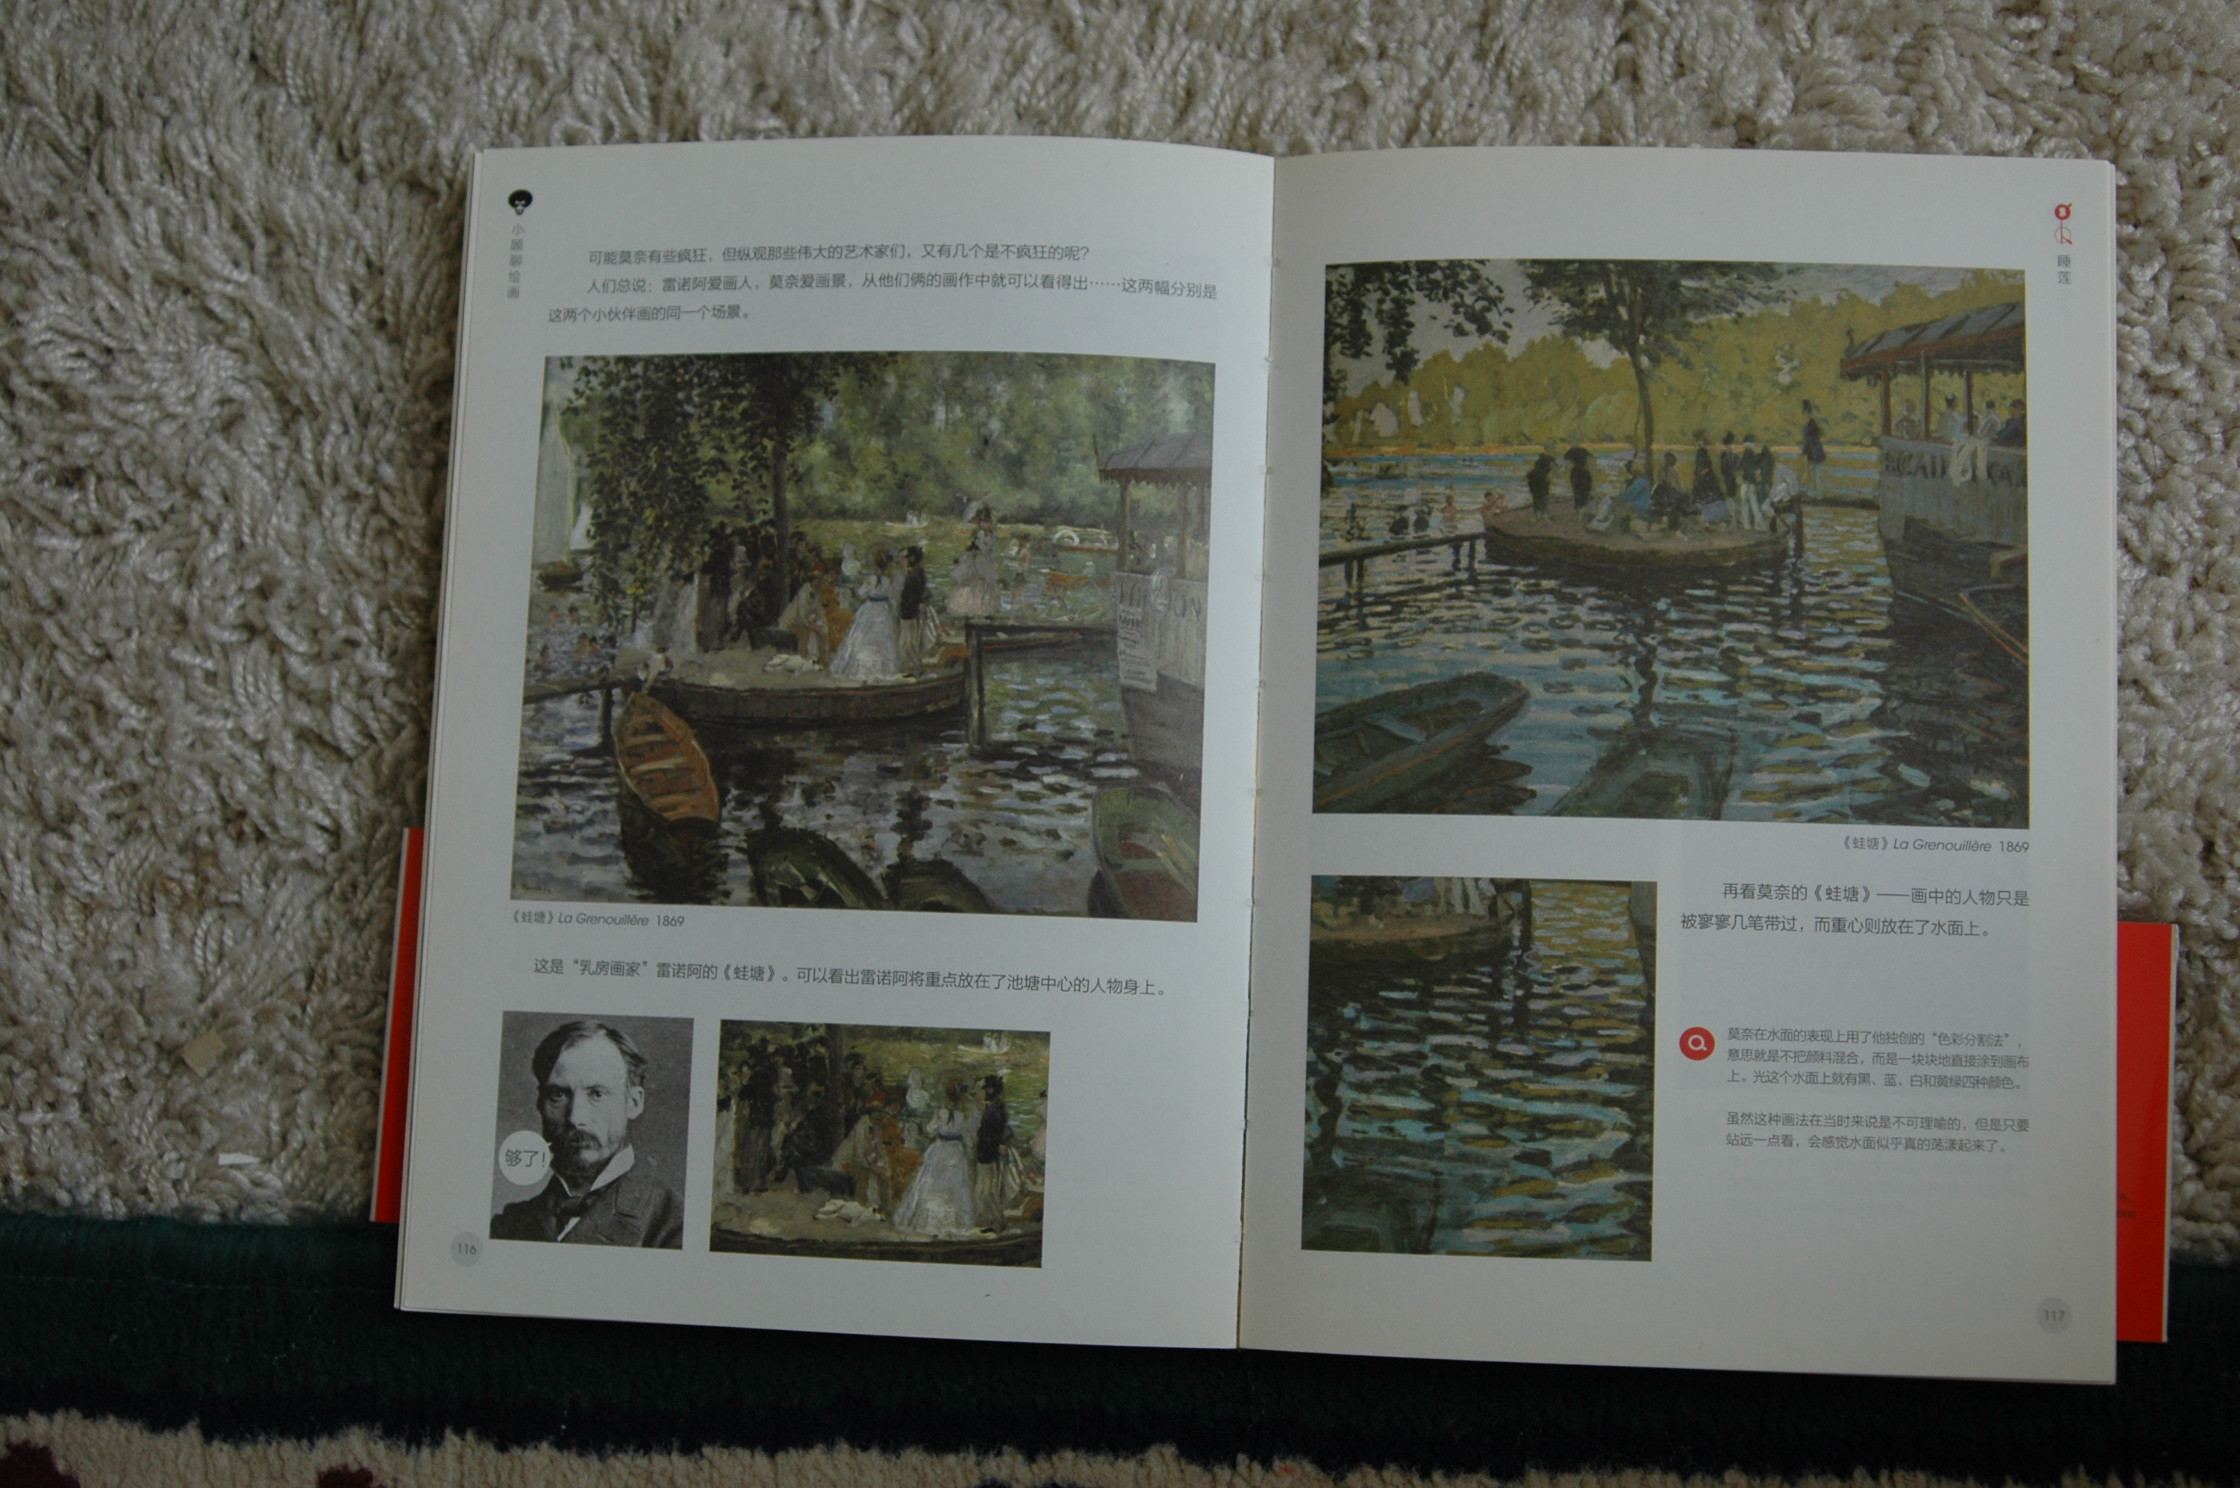 小顾聊绘画
可能莫奈有些疯狂，但纵观那些伟大的艺术家们，又有几个是不疯狂的呢？
人们总说：雷诺阿爱画人，莫奈爱画景，从他们俩的画作中就可以看得出……这两幅分别是
这两个小伙伴画的同一个场景。
《蛙塘》La Grenouillère 1869
这是“乳房画家”雷诺阿的《蛙塘》。可以看出雷诺阿将重点放在了池塘中心的人物身上。
够了！
116
睡莲
《蛙塘》La Grenouillère 1869
再看莫奈的《蛙塘》——画中的人物只是
被寥寥几笔带过，而重心则放在了水面上。
莫奈在水面的表现上用了他独创的“色彩分割法”，
意思就是不把颜料混合，而是一块块地直接涂到画布
上。光这个水面上就有黑、蓝、白和黄绿四种颜色。
虽然这种画法在当时来说是不可理喻的，但是只要
站远一点看，会感觉水面似乎真的荡漾起来了。
117